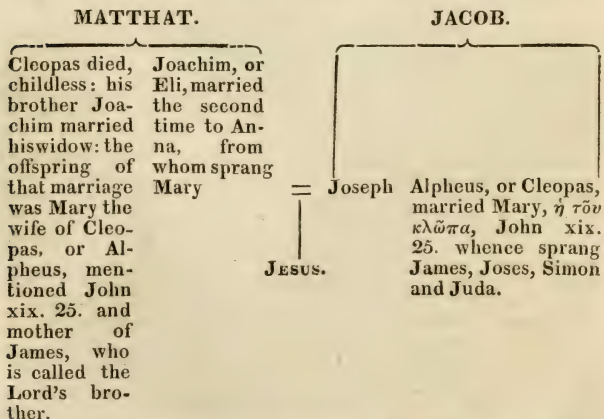 MATTHAT.
Cleopas died,
childless: his
brother Joa-
chim married
his widow: the
offspring of
that marriage
was Mary the
wife of Cleo-
pas, or Al-
pheus, men-
tioned John
xix. 25. and
mother of
James, who
is called the
Lord's bro-
ther.
Joachim, or
Eli, married
the second
time to An-
na, from
whom sprang
Mary
=
JACOB.
Joseph
JESUS.
Alpheus, or Cleopas,
married Mary, ἡ τõυ
κλῶπα, John xix.
25. whence sprang
James, Joses, Simon
and Juda.